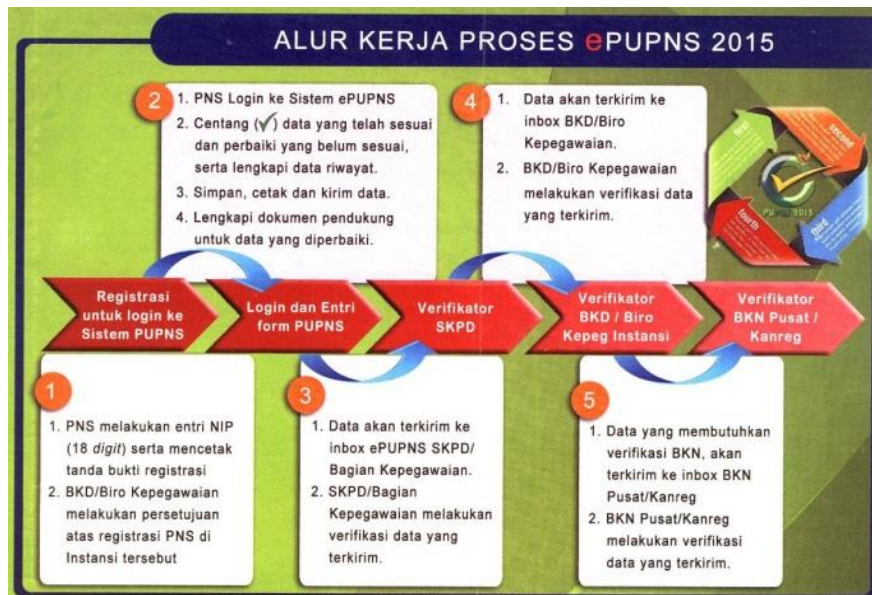 ALUR KERJA PROSES ePUPNS 2015
2
1. PNS Login ke Sistem ePUPNS
2. Centang (✓) data yang telah sesuai
dan perbaiki yang belum sesuai,
serta lengkapi data riwayat.
3. Simpan, cetak dan kirim data.
4. Lengkapi dokumen pendukung
untuk data yang diperbaiki.
4
1. Data akan terkirim ke
inbox BKD/Biro
Kepegawaian.
2. BKD/Biro Kepegawaian
melakukan verifikasi data
yang terkirim.
first
second
third
fourth
PUPNS 2015
Registrasi
untuk login ke
Sistem PUPNS
Login dan Entri
form PUPNS
Verifikator
SKPD
Verifikator
BKD / Biro
Kepeg Instansi
Verifikator
BKN Pusat /
Kanreg
1
1. PNS melakukan entri NIP
(18 digit) serta mencetak
tanda bukti registrasi
2. BKD/Biro Kepegawaian
melakukan persetujuan
atas registrasi PNS di
Instansi tersebut
3
1. Data akan terkirim ke
inbox ePUPNS SKPD/
Bagian Kepegawaian.
2. SKPD/Bagian
Kepegawaian melakukan
verifikasi data yang
terkirim.
5
1. Data yang membutuhkan
verifikasi BKN, akan
terkirim ke inbox BKN
Pusat/Kanreg
2. BKN Pusat/Kanreg
melakukan verifikasi
data yang terkirim.